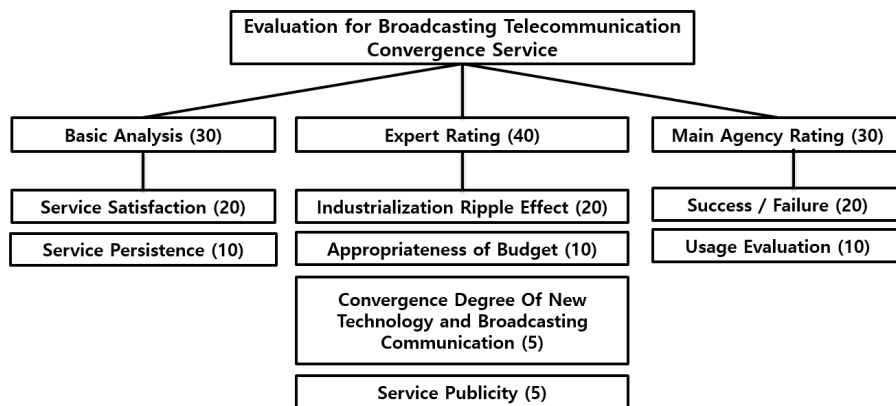 Evaluation for Broadcasting Telecommunication
Convergence Service
Basic Analysis (30)
Expert Rating (40)
Main Agency Rating (30)
Service Satisfaction (20)
Industrialization Ripple Effect (20)
Success / Failure (20)
Service Persistence (10)
Appropriateness of Budget (10)
Usage Evaluation (10)
Convergence Degree Of New
Technology and Broadcasting
Communication (5)
Service Publicity (5)